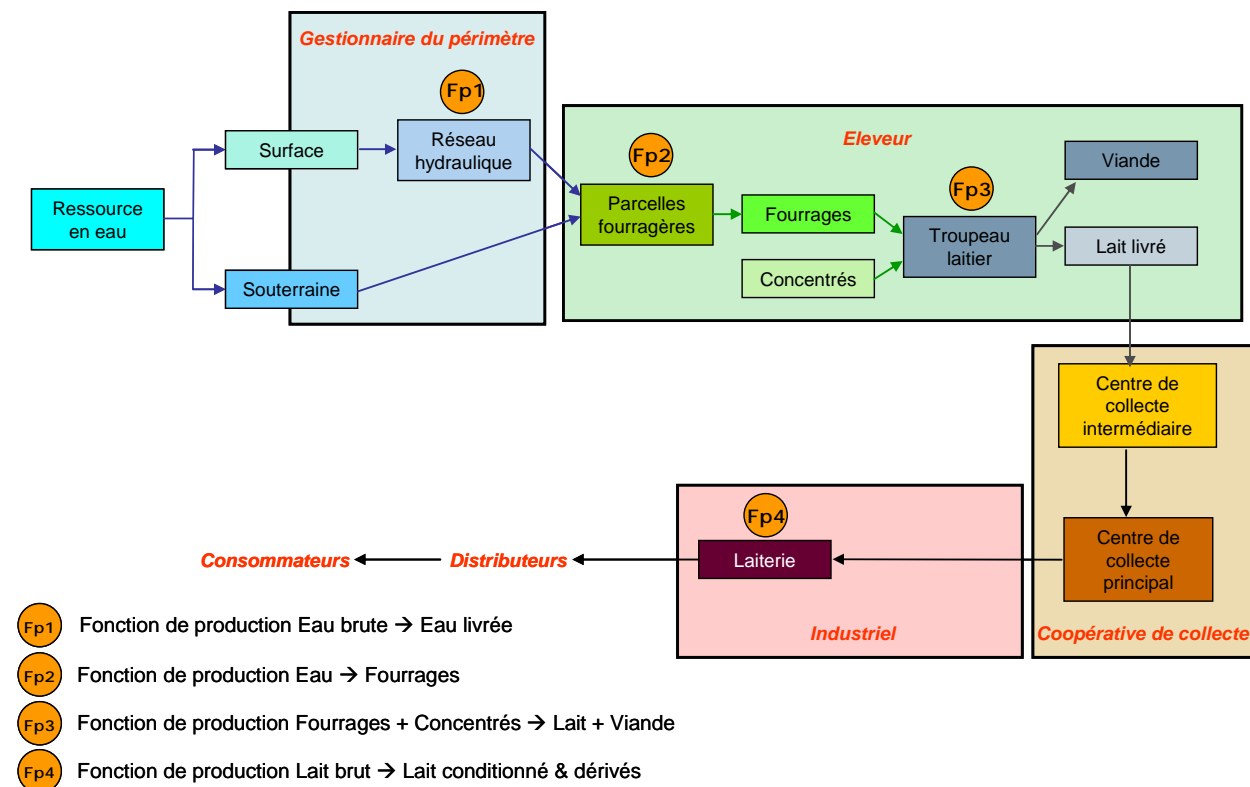 Gestionnaire du périmètre
Fp1
Surface
Réseau
hydraulique
Ressource
en eau
Souterraine
Eleveur
Fp2
Parcelles
fourragères
Fourrages
Concentrés
Fp3
Troupeau
laitier
Viande
Lait livré
Centre de
collecte
intermédiaire
Centre de
collecte
principal
Coopérative de collecte
Fp4
Laiterie
Industriel
Distributeurs
Consommateurs
Fp1 Fonction de production Eau brute → Eau livrée
Fp2 Fonction de production Eau → Fourrages
Fp3 Fonction de production Fourrages + Concentrés → Lait + Viande
Fp4 Fonction de production Lait brut → Lait conditionné & dérivés